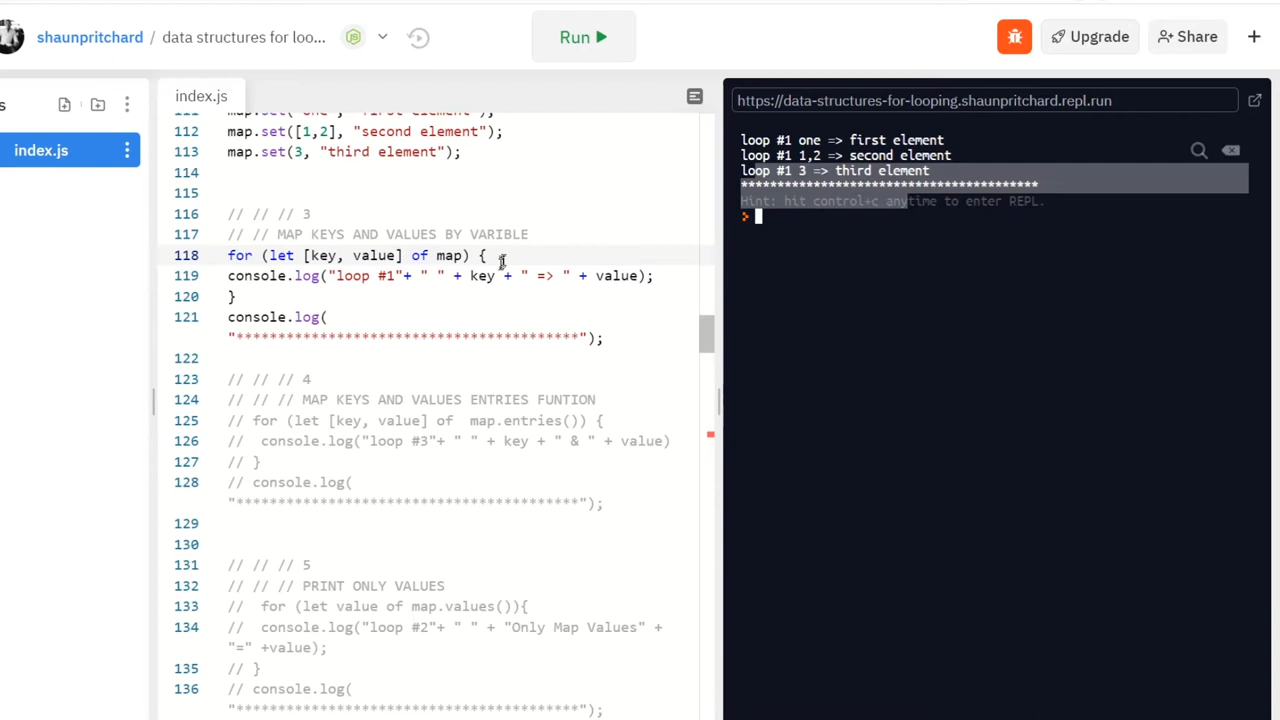 shaunpritchard / data structures for loo...
Run
Upgrade
Share
s
index.js
index.js
111 map.set("one", "first element");
112 map.set([1,2], "second element");
113 map.set(3, "third element");
114
115
116 // // // 3
117 // // MAP KEYS AND VALUES BY VARIBLE
118 for (let [key, value] of map) {
119 console.log("loop #1"+ " " + key + " => " + value);
120 }
121 console.log(
"****************************************");
122
123 // // // 4
124 // // // MAP KEYS AND VALUES ENTRIES FUNTION
125 // for (let [key, value] of  map.entries()) {
126 //  console.log("loop #3"+ " " + key + " & " + value)
127 // }
128 // console.log(
"****************************************");
129
130
131 // // // 5
132 // // // PRINT ONLY VALUES
133 //  for (let value of map.values()){
134 //  console.log("loop #2"+ " " + "Only Map Values" +
"=" +value);
135 // }
136 // console.log(
"****************************************");
https://data-structures-for-looping.shaunpritchard.repl.run
loop #1 one => first element
loop #1 1,2 => second element
loop #1 3 => third element
****************************************
Hint: hit control+c anytime to enter REPL.
>